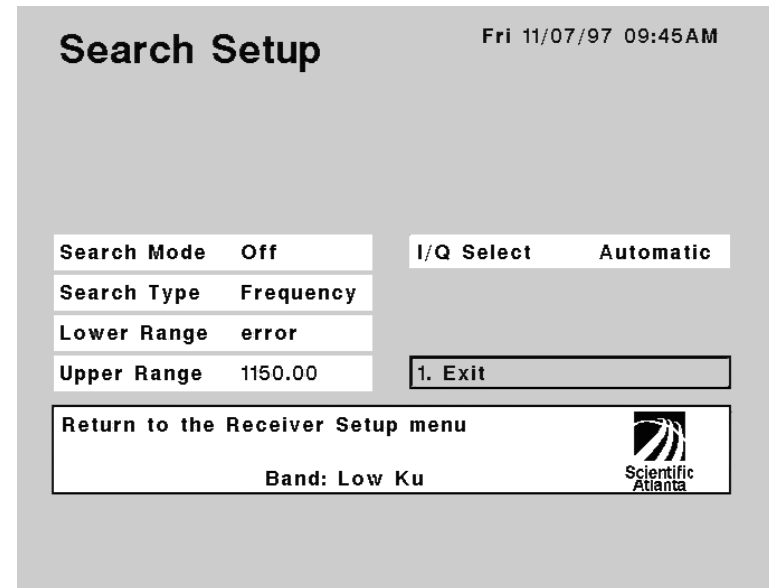 Search Setup
Fri 11/07/97 09:45AM
Search Mode Off
I/Q Select Automatic
Search Type Frequency
Lower Range error
Upper Range 1150.00
1. Exit
Return to the Receiver Setup menu
Band: Low Ku
Scientific
Atlanta